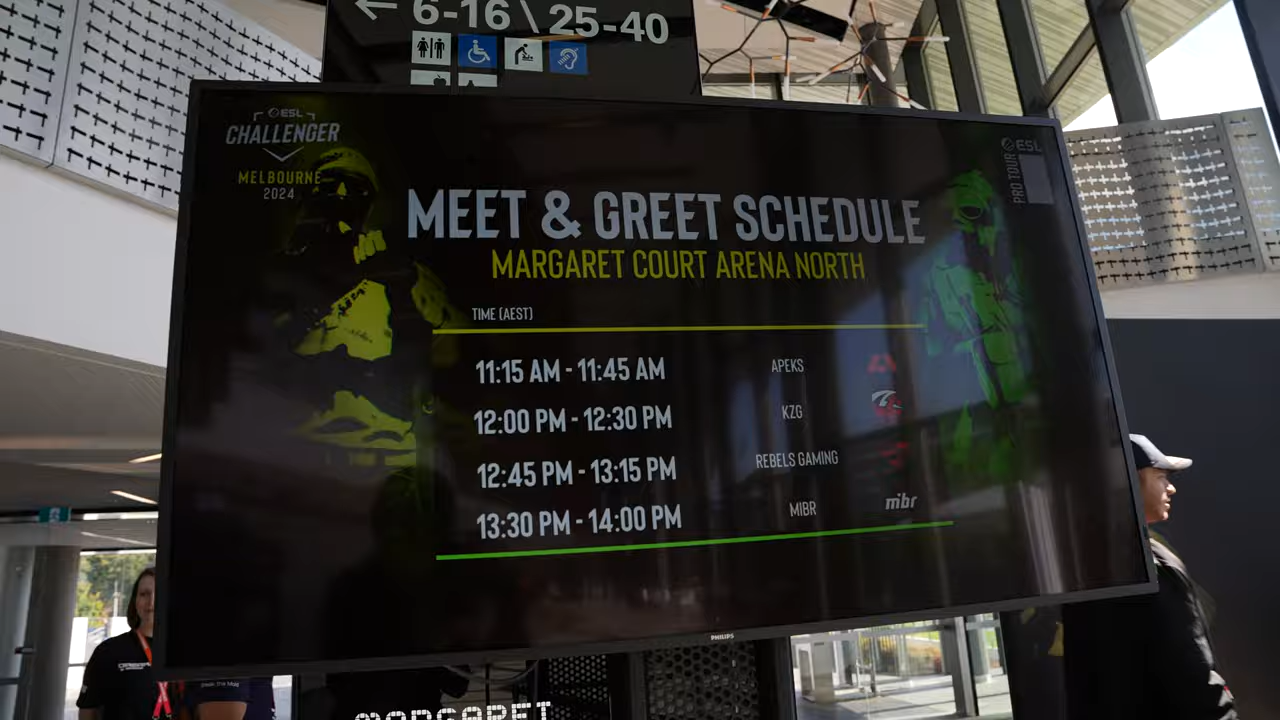 ← 6-16 \ 25-40
ESL
CHALLENGER
MELBOURNE
2024
ESL
PRO TOUR
MEET & GREET SCHEDULE
MARGARET COURT ARENA NORTH
TIME (AEST)
11:15 AM - 11:45 AM APEKS
12:00 PM - 12:30 PM KZG
12:45 PM - 13:15 PM REBELS GAMING
13:30 PM - 14:00 PM MIBR mibr
PHILIPS
MARGARET